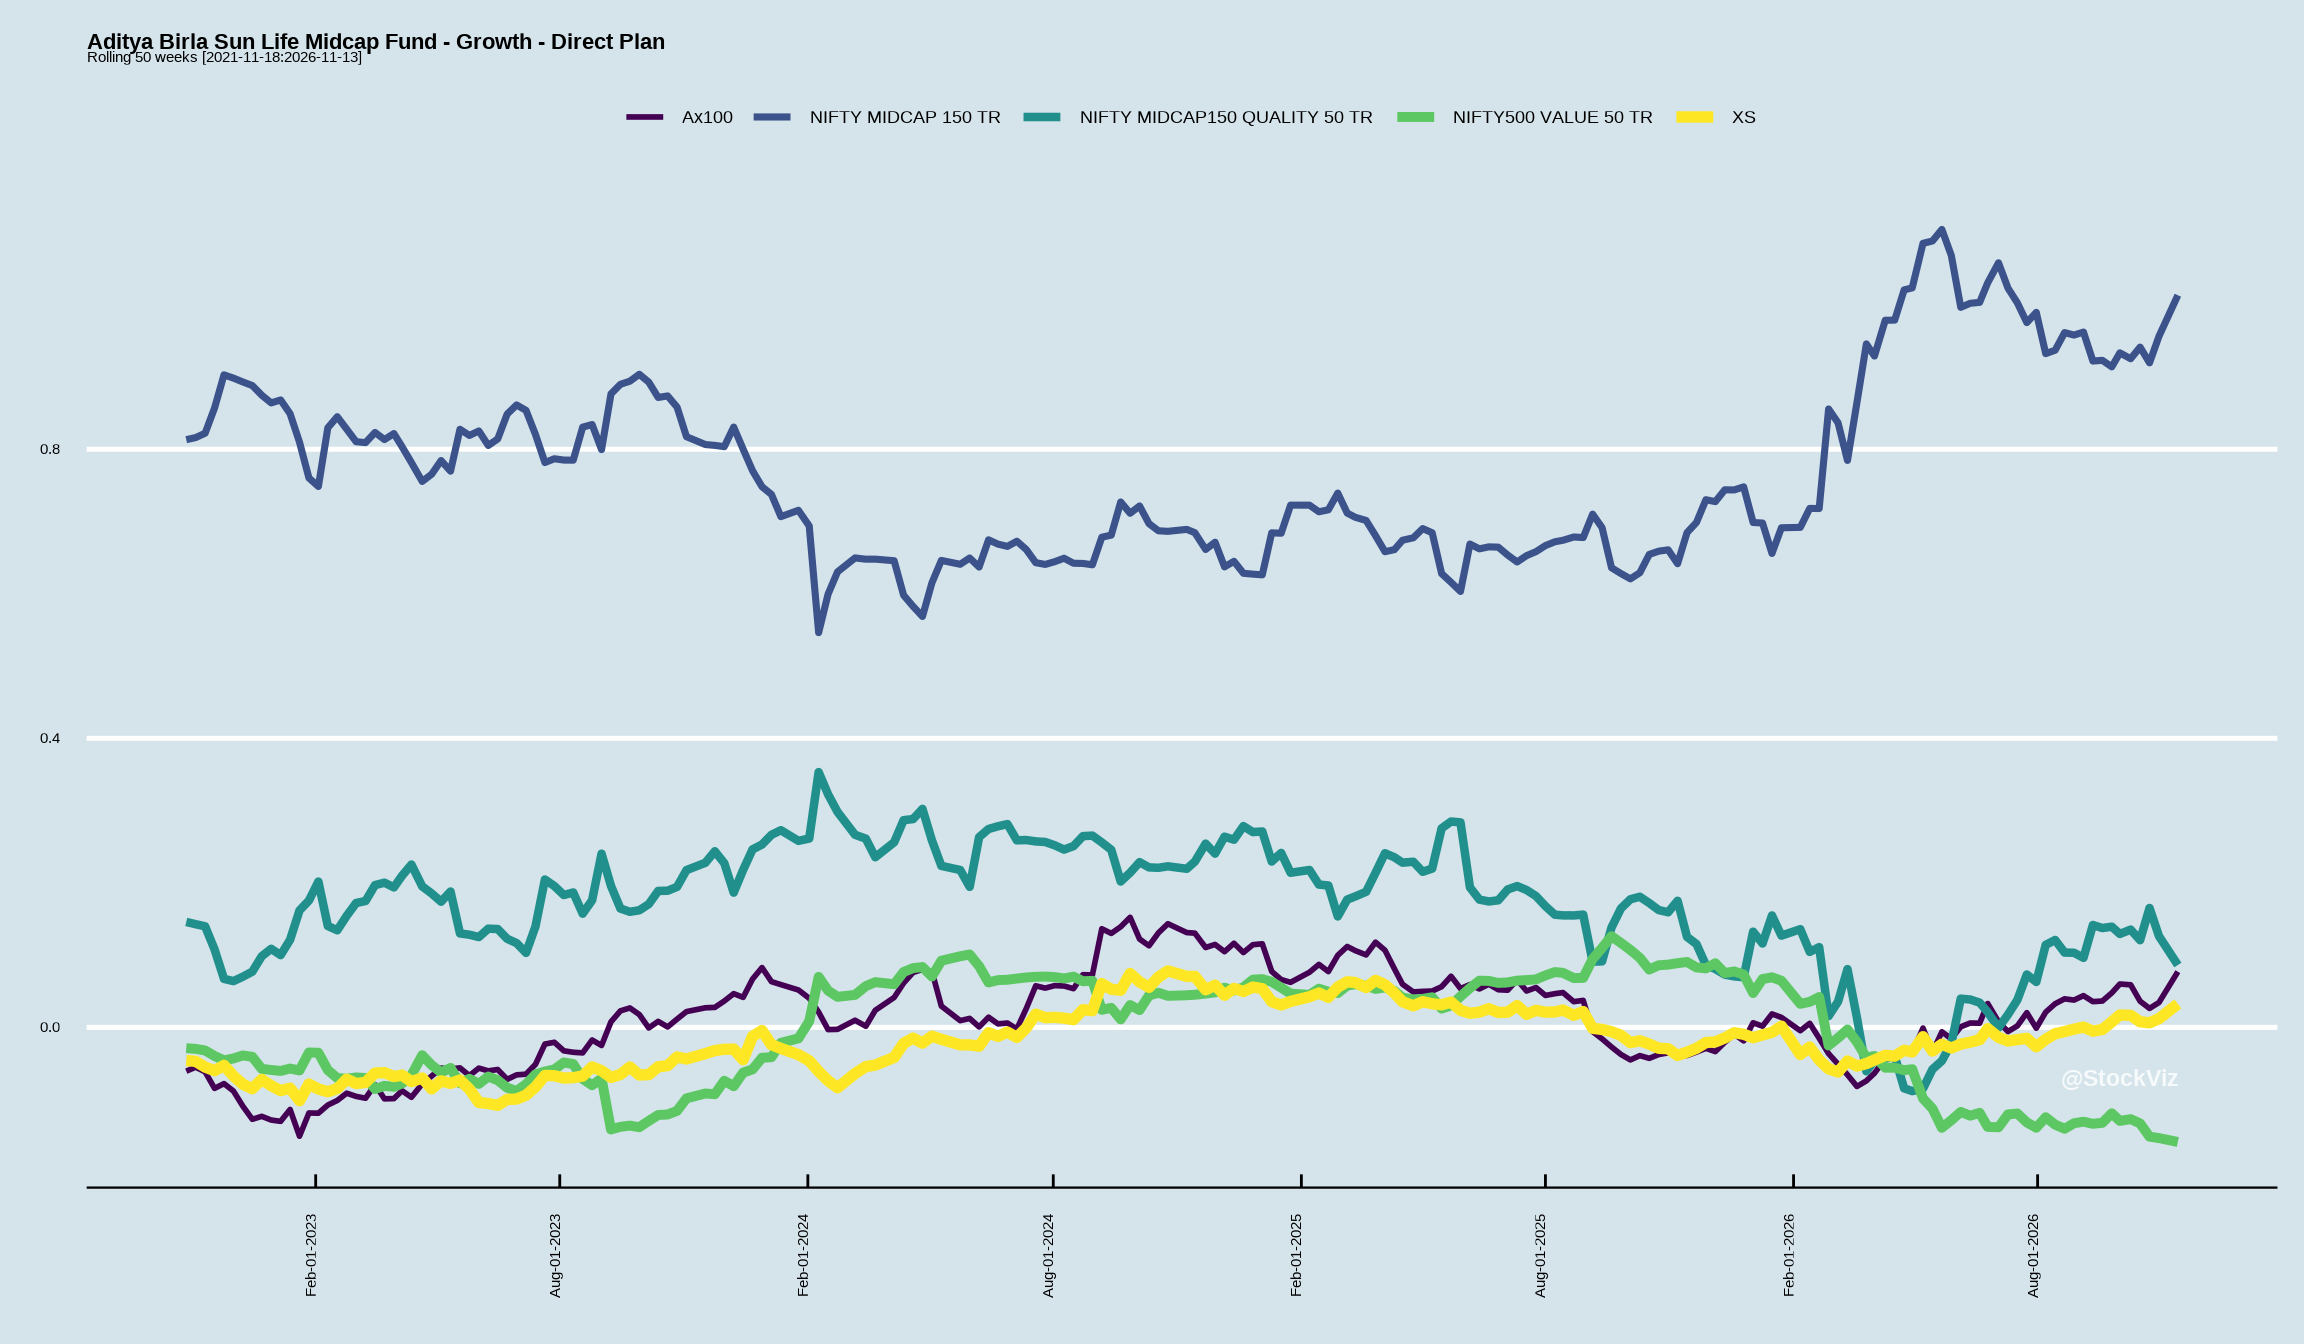 Aditya Birla Sun Life Midcap Fund - Growth - Direct Plan
Rolling 50 weeks [2021-11-18:2026-11-13]
Ax100 NIFTY MIDCAP 150 TR NIFTY MIDCAP150 QUALITY 50 TR NIFTY500 VALUE 50 TR XS
0.8
0.4
0.0
@StockViz
Feb-01-2023
Aug-01-2023
Feb-01-2024
Aug-01-2024
Feb-01-2025
Aug-01-2025
Feb-01-2026
Aug-01-2026